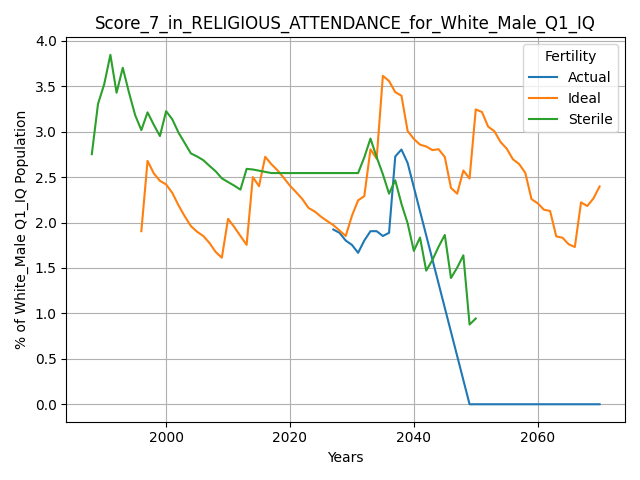 Score_7_in_RELIGIOUS_ATTENDANCE_for_White_Male_Q1_IQ
% of White_Male Q1_IQ Population
4.0
3.5
3.0
2.5
2.0
1.5
1.0
0.5
0.0
Fertility
Actual
Ideal
Sterile
2000
2020
2040
2060
Years